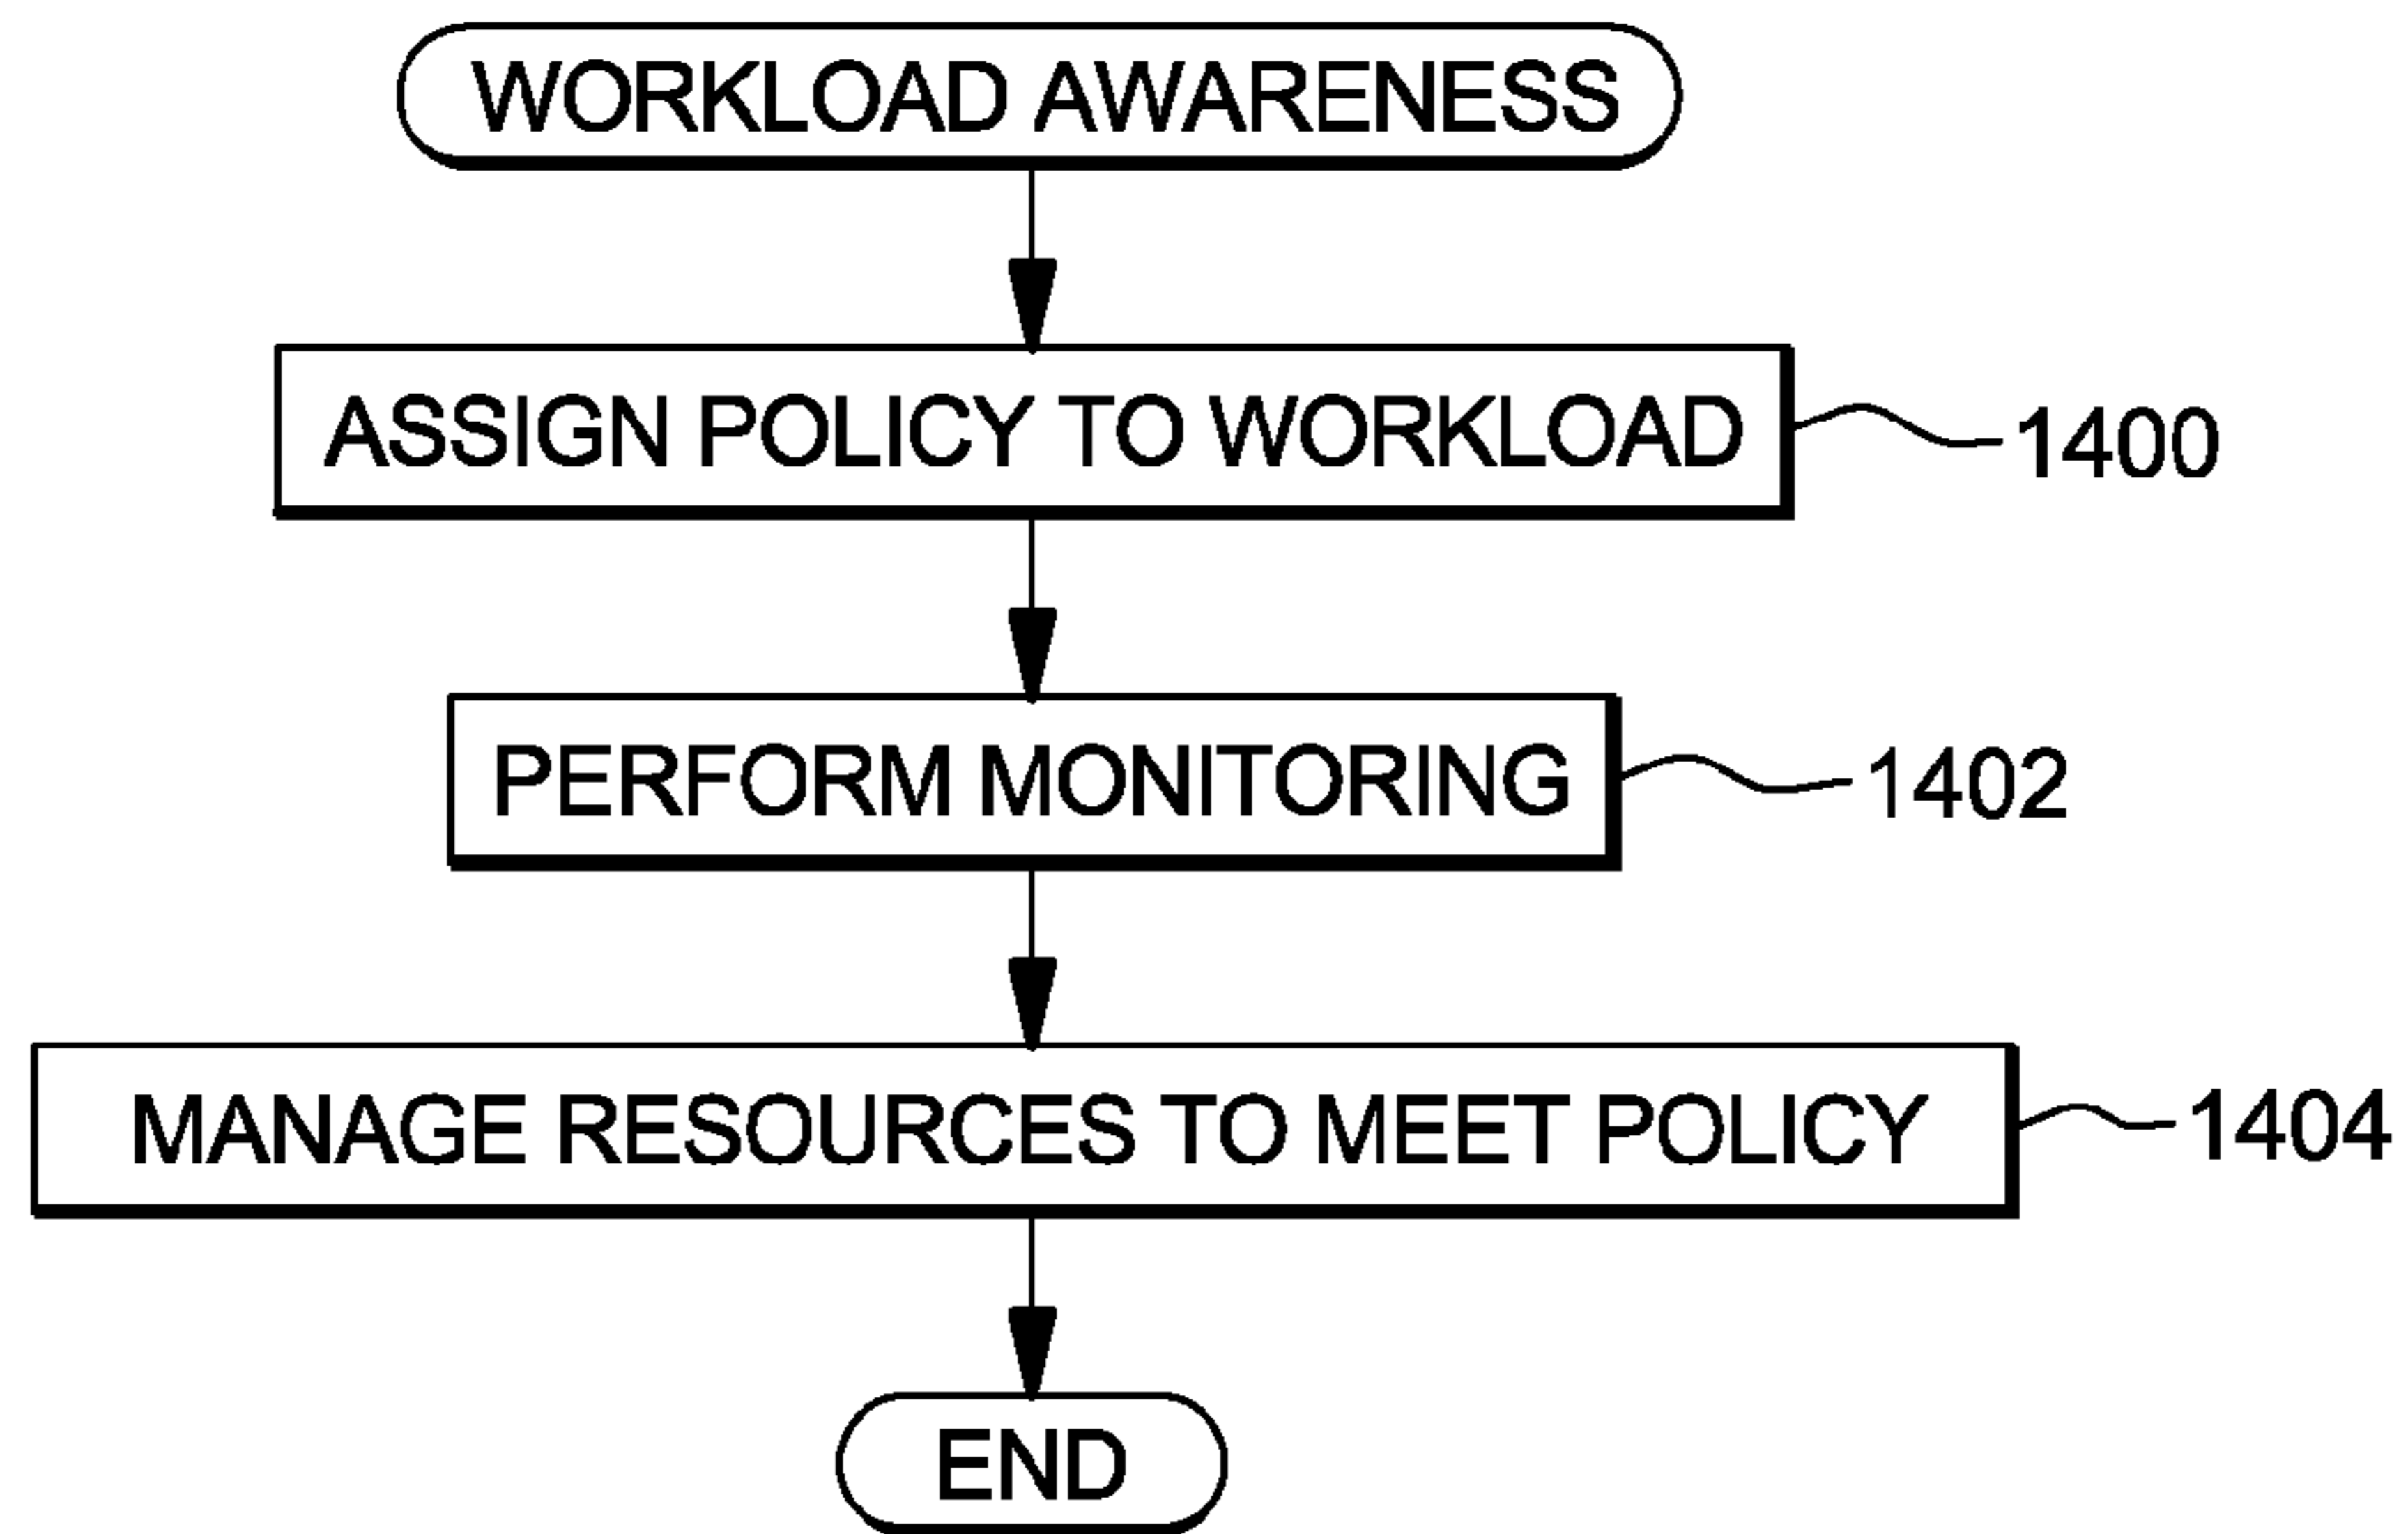 WORKLOAD AWARENESS
ASSIGN POLICY TO WORKLOAD
1400
PERFORM MONITORING
1402
MANAGE RESOURCES TO MEET POLICY
1404
END